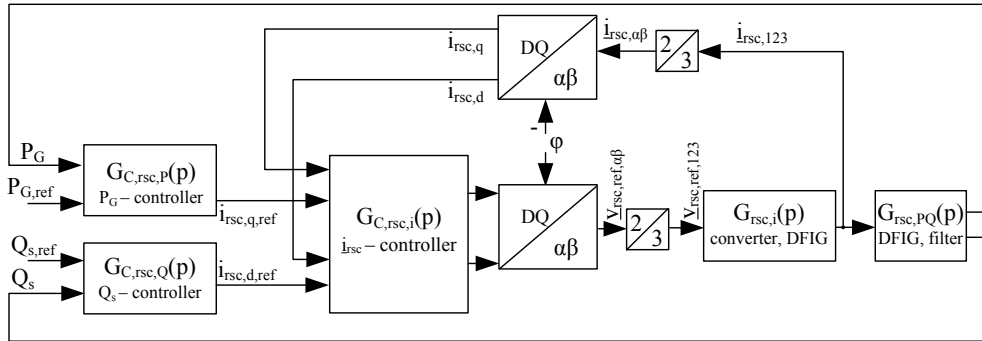 i_rsc,q
DQ
αβ
i_rsc,αβ
2
3
i_rsc,123
i_rsc,d
-
φ
P_G
P_G,ref
G_C,rsc,P(p)
P_G – controller
i_rsc,q,ref
Q_s,ref
Q_s
G_C,rsc,Q(p)
Q_s – controller
i_rsc,d,ref
G_C,rsc,i(p)
i_rsc – controller
DQ
αβ
v_rsc,ref,αβ
2
3
v_rsc,ref,123
G_rsc,i(p)
converter, DFIG
G_rsc,PQ(p)
DFIG, filter